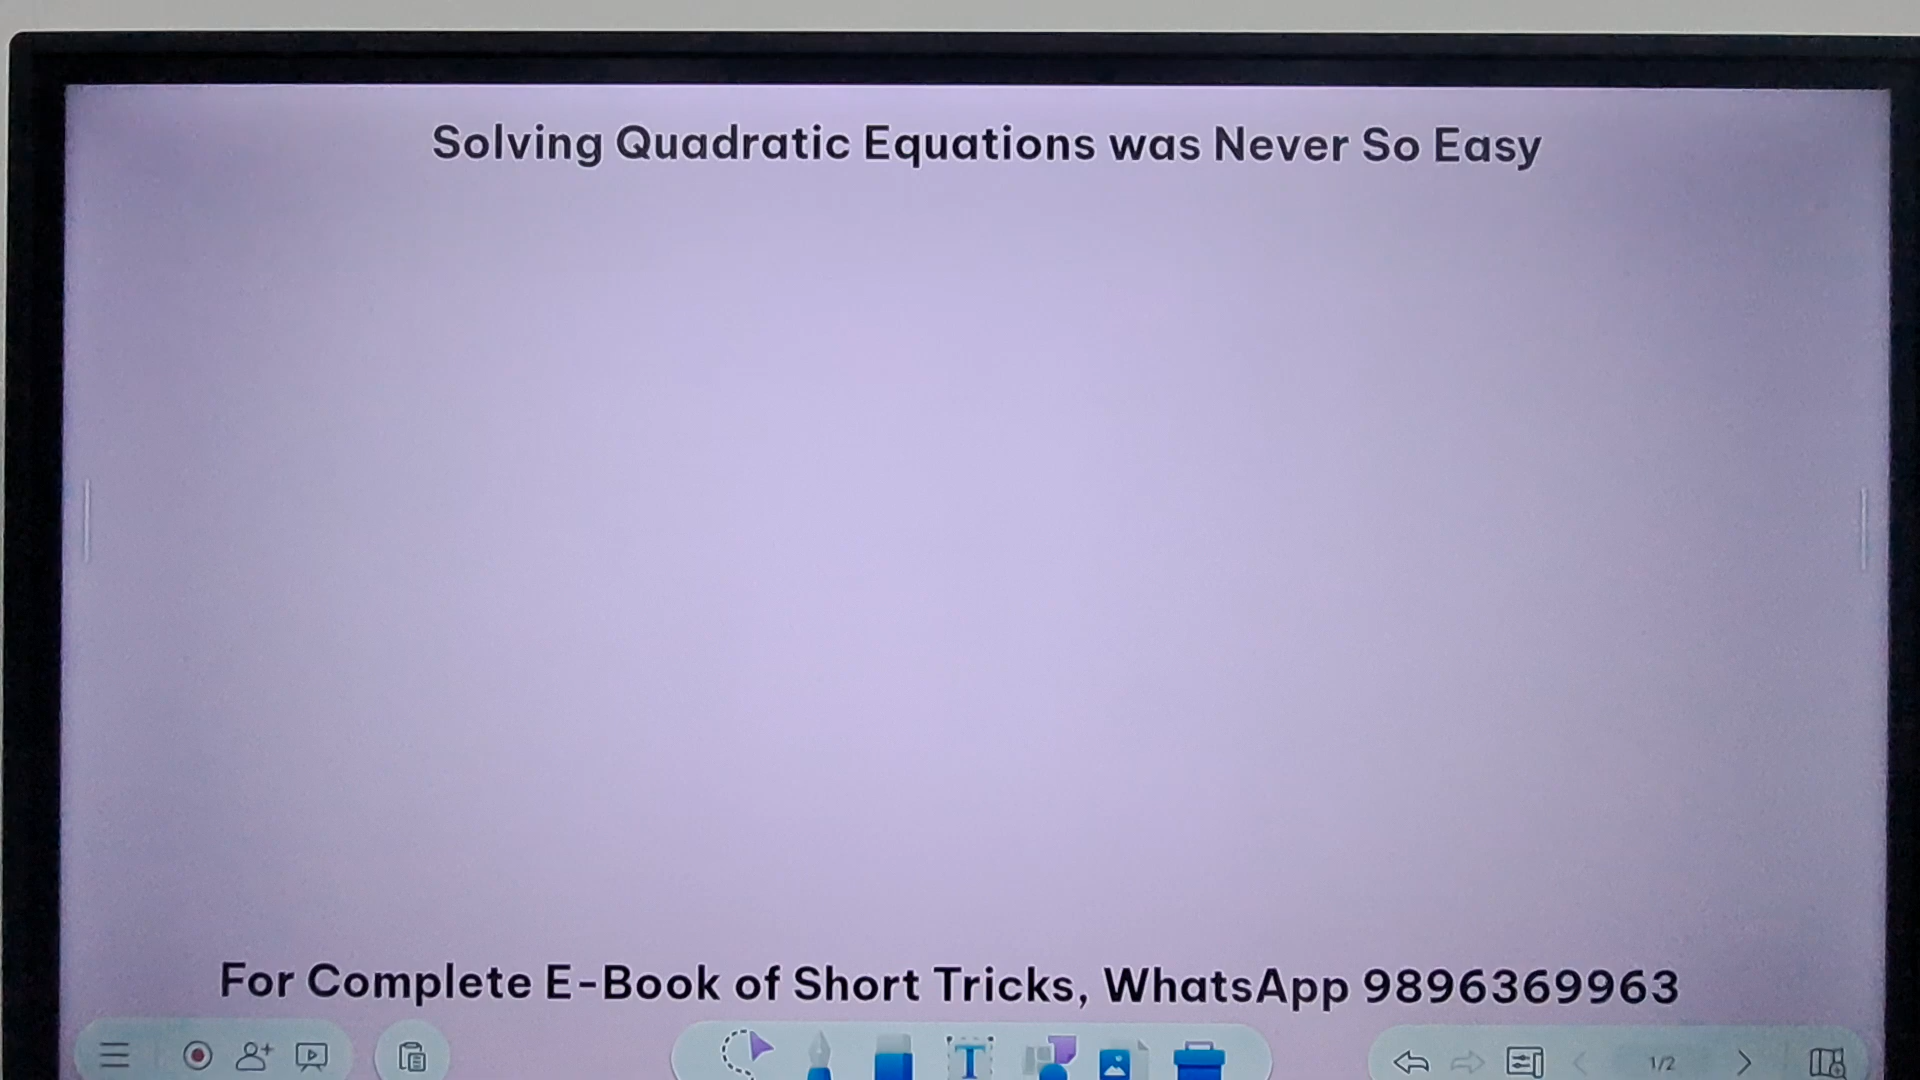 Solving Quadratic Equations was Never So Easy
For Complete E-Book of Short Tricks, WhatsApp 9896369963
T
1/2